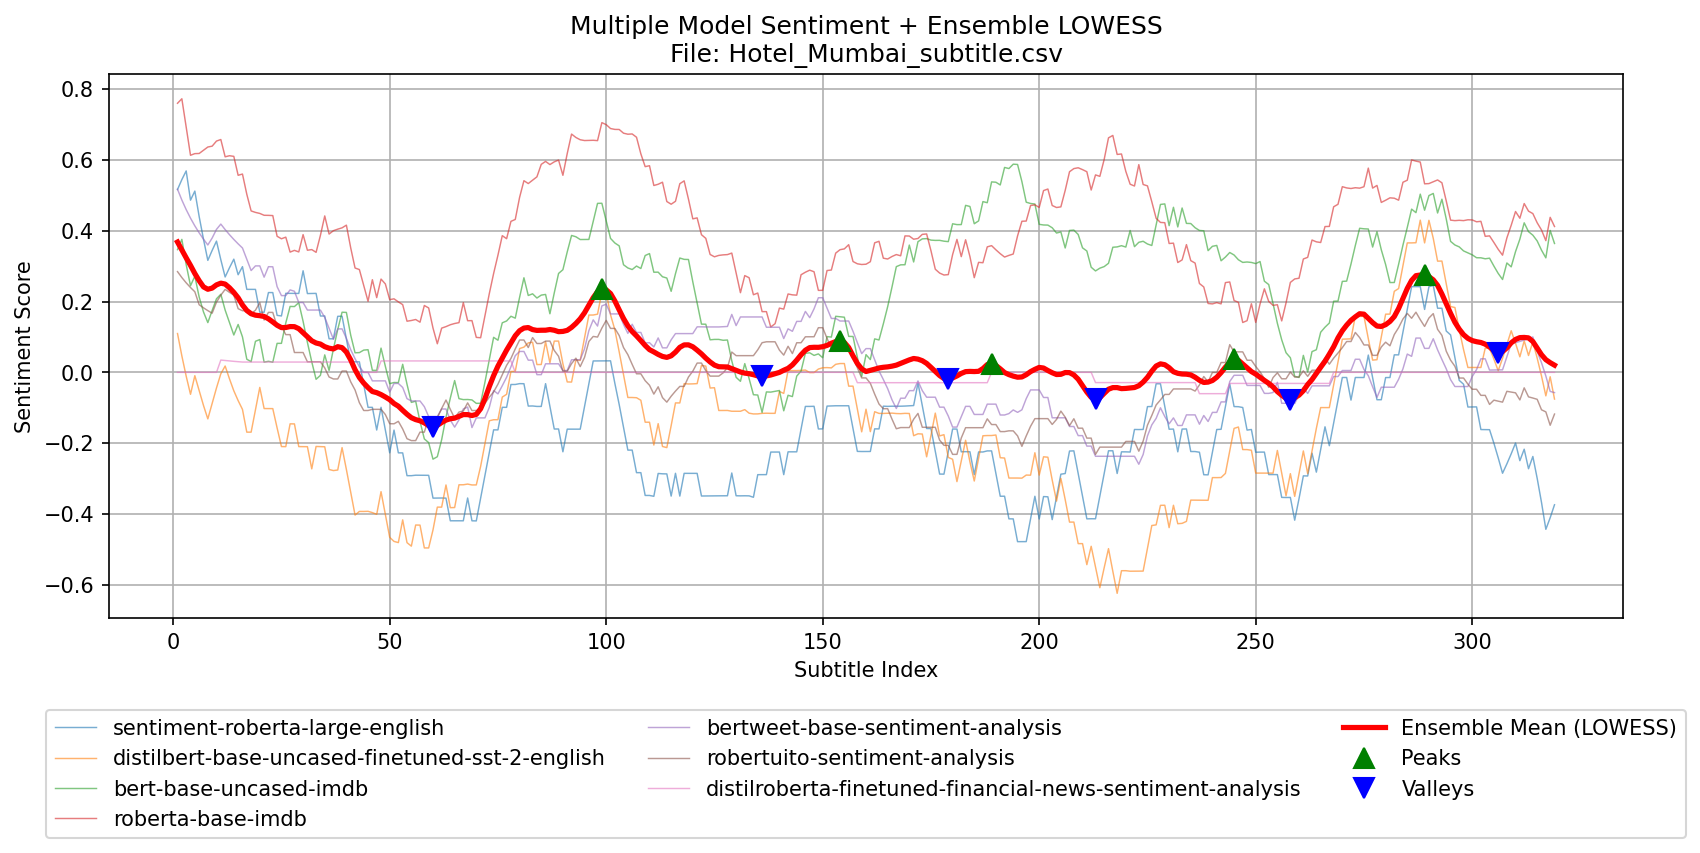 Multiple Model Sentiment + Ensemble LOWESS
File: Hotel_Mumbai_subtitle.csv
Sentiment Score
0.8
0.6
0.4
0.2
0.0
−0.2
−0.4
−0.6
0 50 100 150 200 250 300
Subtitle Index
sentiment-roberta-large-english
distilbert-base-uncased-finetuned-sst-2-english
bert-base-uncased-imdb
roberta-base-imdb
bertweet-base-sentiment-analysis
robertuito-sentiment-analysis
distilroberta-finetuned-financial-news-sentiment-analysis
Ensemble Mean (LOWESS)
Peaks
Valleys